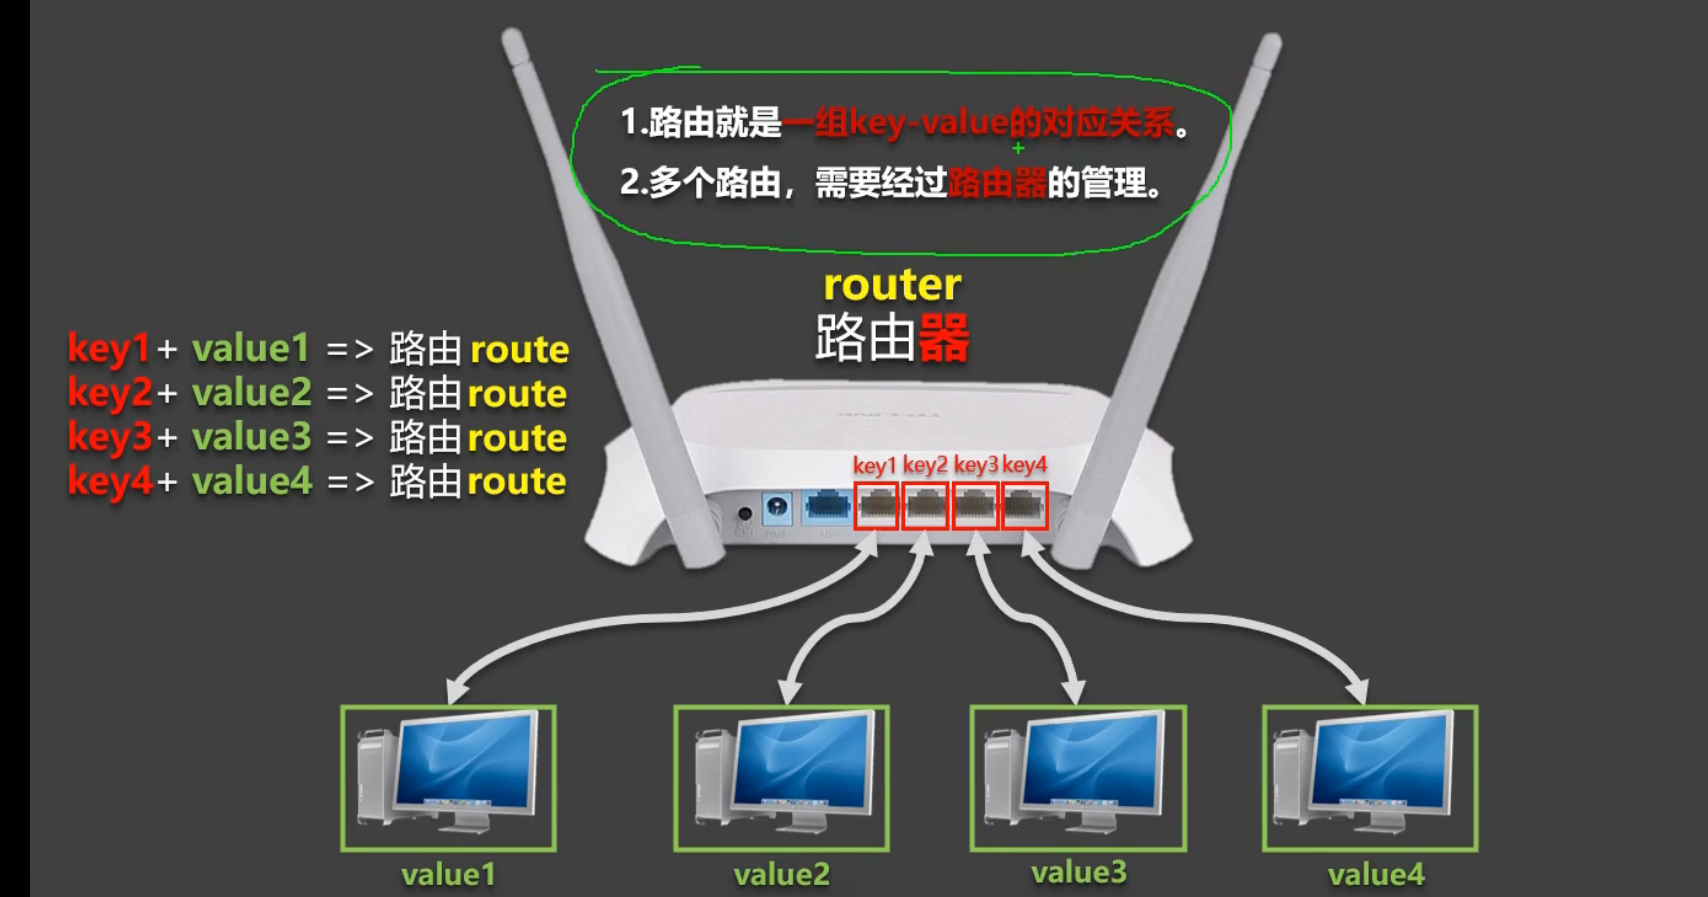 1.路由就是一组key-value的对应关系。
2.多个路由，需要经过路由器的管理。
router
路由器
key1+ value1 => 路由 route
key2+ value2 => 路由 route
key3+ value3 => 路由 route
key4+ value4 => 路由 route
TP-LINK
key1 key2 key3 key4
value1
value2
value3
value4